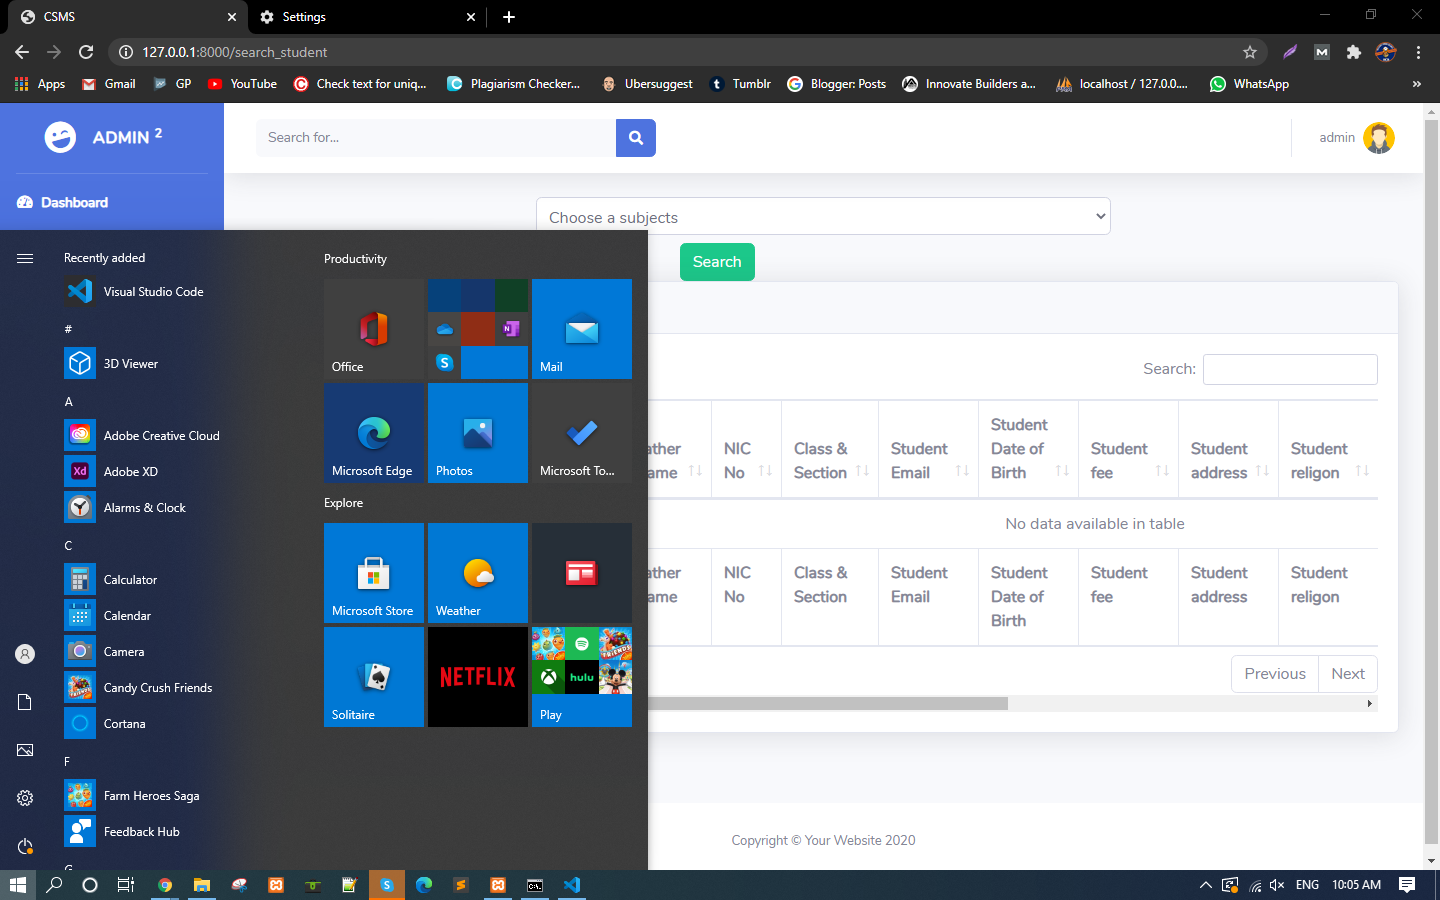 CSMS
Settings
127.0.0.1:8000/search_student
Apps
Gmail
GP
YouTube
Check text for uniq...
Plagiarism Checker...
Ubersuggest
Tumblr
Blogger: Posts
Innovate Builders a...
localhost / 127.0.0....
WhatsApp
»
ADMIN 2
Search for...
admin
Dashboard
Choose a subjects
Search
Search:
ather
ame
NIC
No
Class &
Section
Student
Email
Student
Date of
Birth
Student
fee
Student
address
Student
religon
No data available in table
ather
ame
NIC
No
Class &
Section
Student
Email
Student
Date of
Birth
Student
fee
Student
address
Student
religon
Previous
Next
Copyright © Your Website 2020
Recently added
Visual Studio Code
#
3D Viewer
A
Adobe Creative Cloud
Xd
Adobe XD
Alarms & Clock
C
Calculator
Calendar
Camera
Candy Crush Friends
Cortana
F
Farm Heroes Saga
Feedback Hub
Productivity
Office
Mail
Microsoft Edge
Photos
Microsoft To...
Explore
Microsoft Store
Weather
Solitaire
NETFLIX
hulu
Play
ENG
10:05 AM